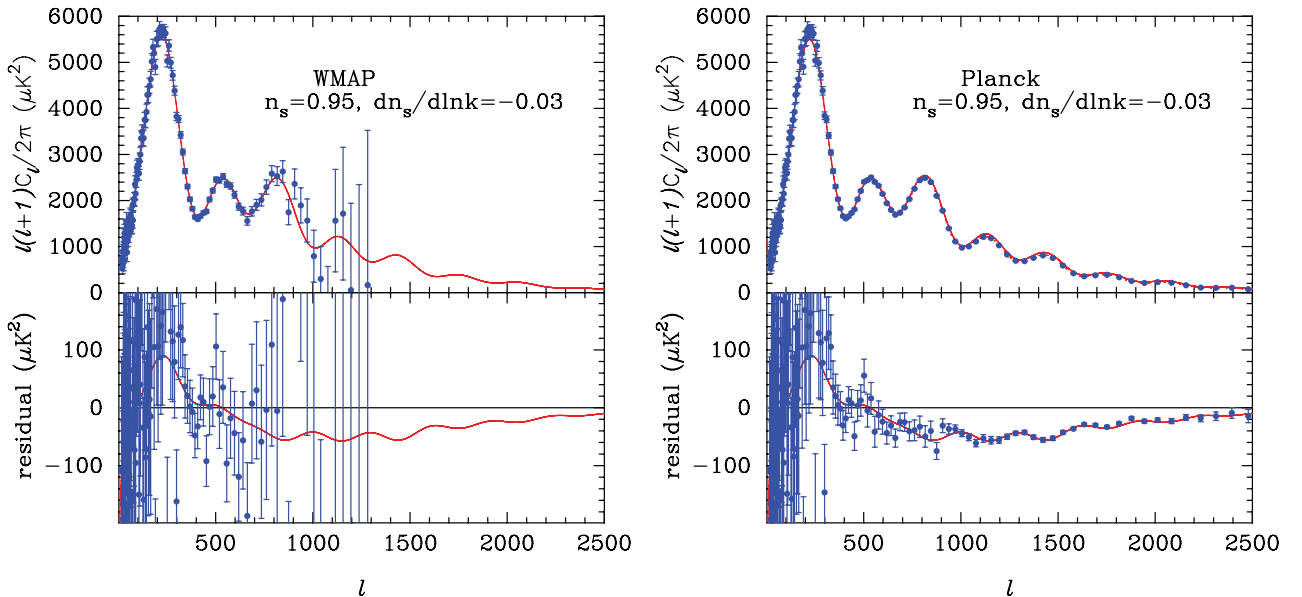 WMAP
n_s=0.95, dn_s/dlnk=−0.03
l(l+1)C_l/2π (μK²)
6000
5000
4000
3000
2000
1000
0
residual (μK²)
100
0
−100
500 1000 1500 2000 2500
l
Planck
n_s=0.95, dn_s/dlnk=−0.03
l(l+1)C_l/2π (μK²)
6000
5000
4000
3000
2000
1000
0
residual (μK²)
100
0
−100
500 1000 1500 2000 2500
l